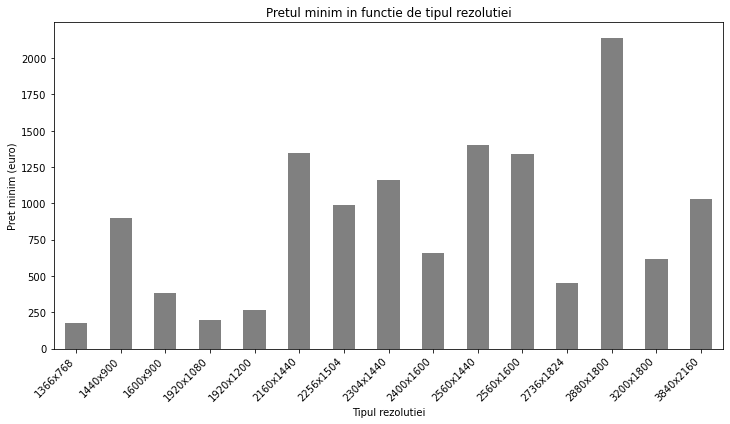 Pretul minim in functie de tipul rezolutiei
Pret minim (euro)
2000
1750
1500
1250
1000
750
500
250
0
1366x768
1440x900
1600x900
1920x1080
1920x1200
2160x1440
2256x1504
2304x1440
2400x1600
2560x1440
2560x1600
2736x1824
2880x1800
3200x1800
3840x2160
Tipul rezolutiei